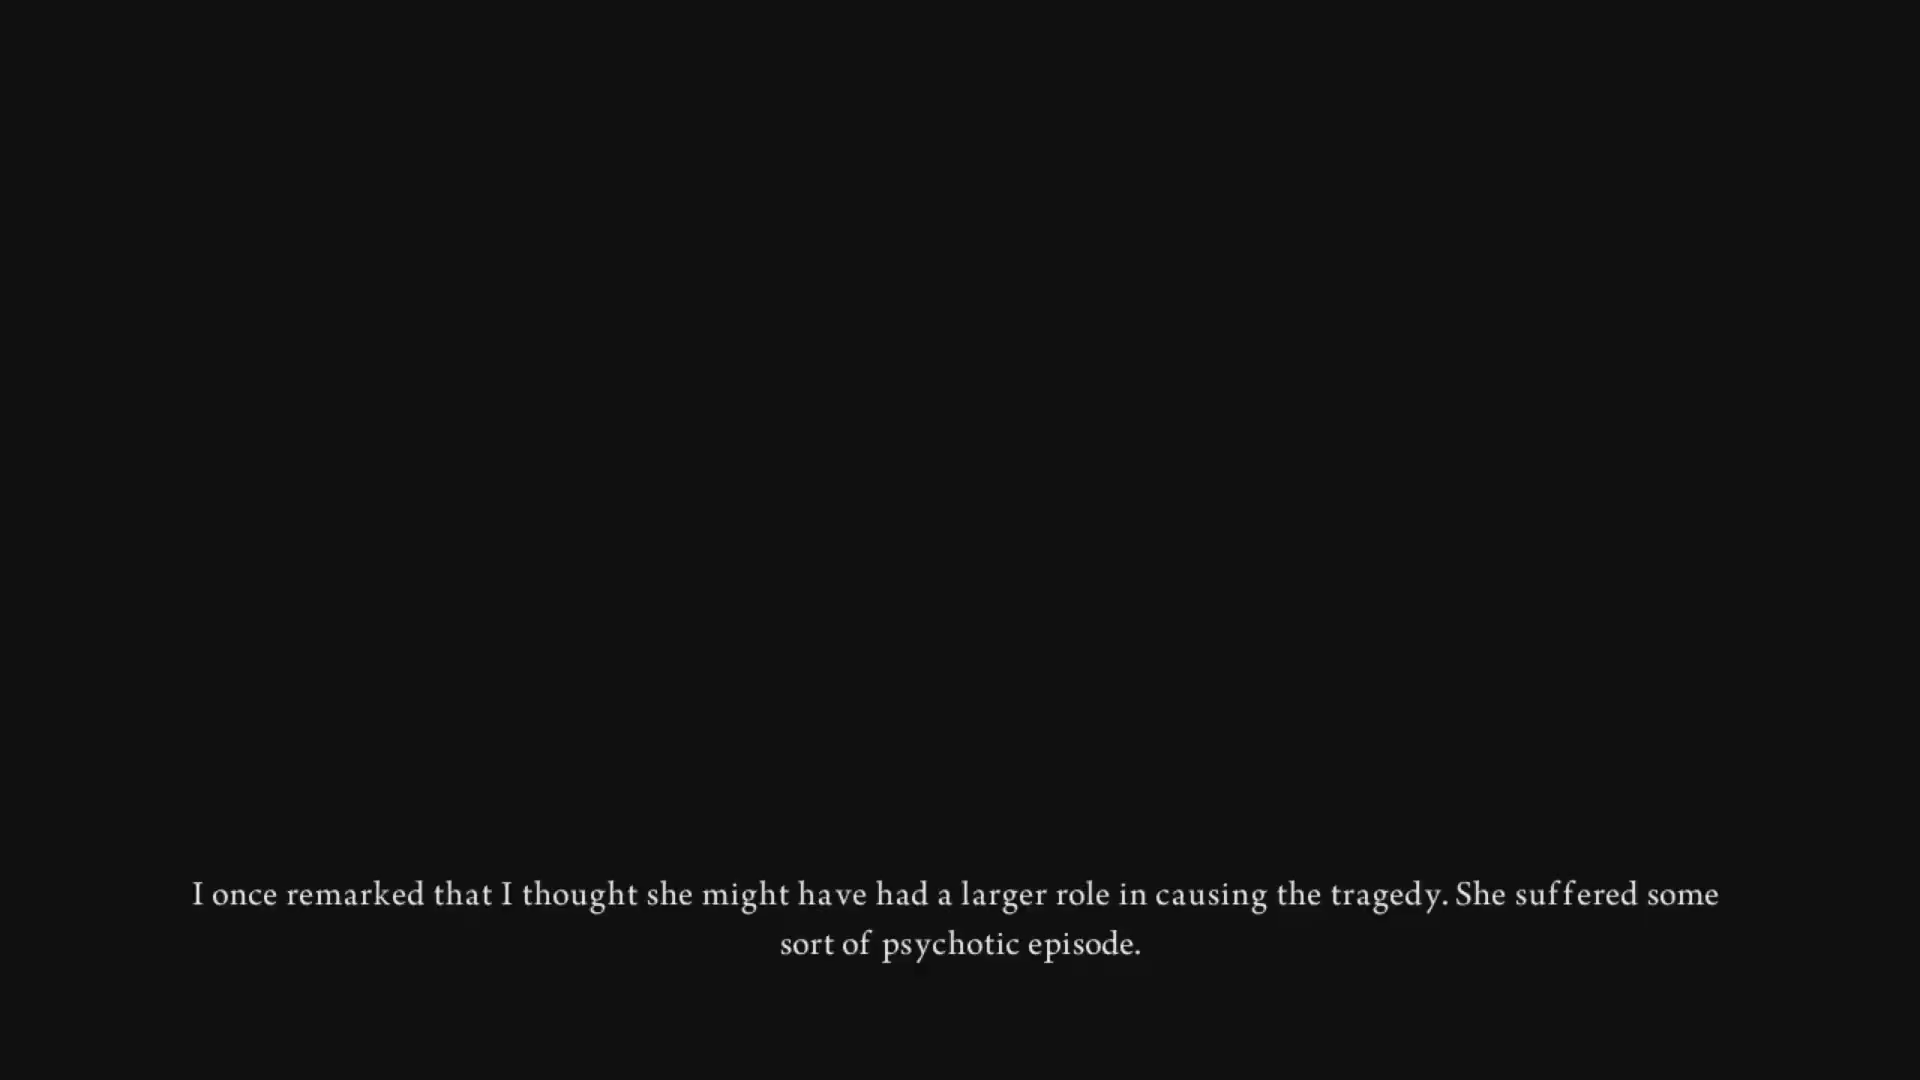 I once remarked that I thought she might have had a larger role in causing the tragedy. She suffered some
sort of psychotic episode.